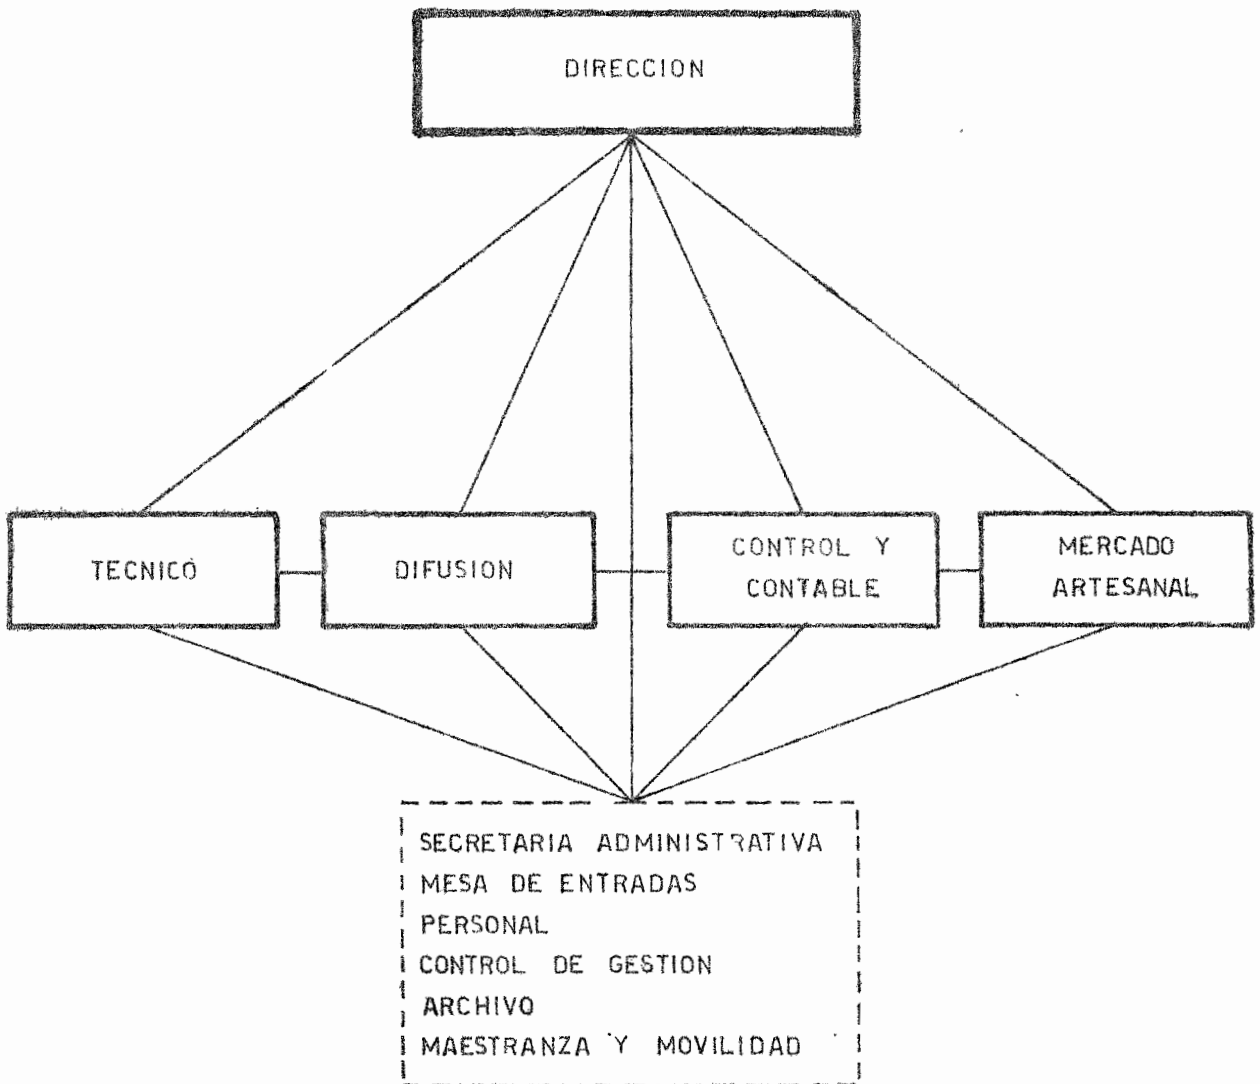 DIRECCION
TECNICO
DIFUSION
CONTROL Y
CONTABLE
MERCADO
ARTESANAL
SECRETARIA ADMINISTRATIVA
MESA DE ENTRADAS
PERSONAL
CONTROL DE GESTION
ARCHIVO
MAESTRANZA Y MOVILIDAD